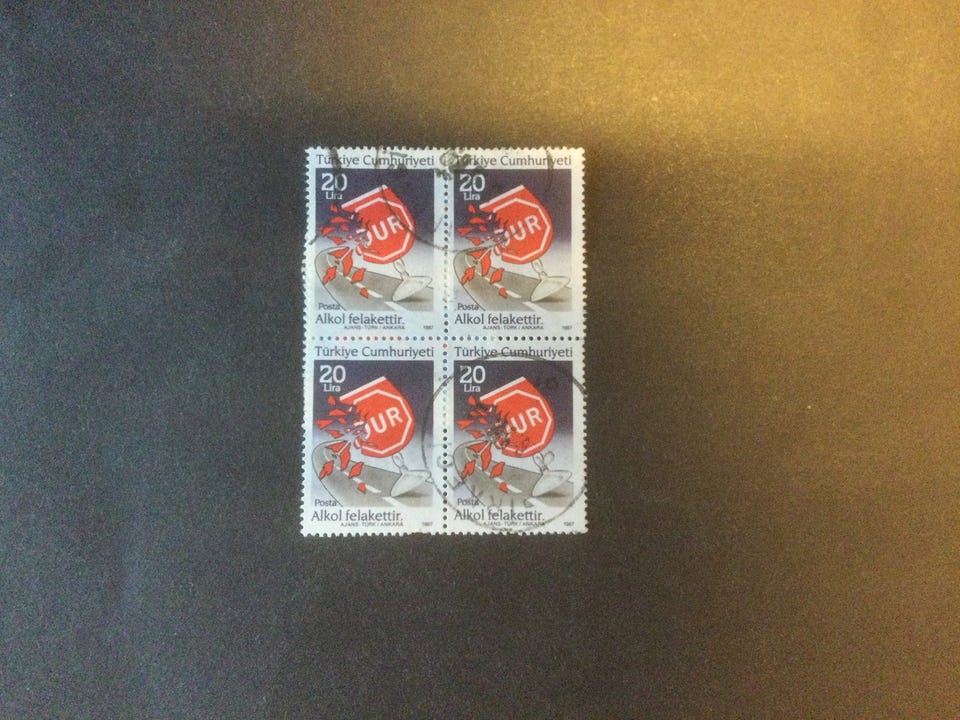 Türkiye Cumhuriyeti
20
Lira
DUR
Posta
Alkol felakettir.
AJANS-TÜRK / ANKARA 1987
Türkiye Cumhuriyeti
20
Lira
DUR
Posta
Alkol felakettir.
AJANS-TÜRK / ANKARA 1987
Türkiye Cumhuriyeti
20
Lira
UR
Posta
Alkol felakettir.
AJANS-TÜRK / ANKARA 1987
Türkiye Cumhuriyeti
20
Lira
UR
Posta
Alkol felakettir.
AJANS-TÜRK / ANKARA 1987